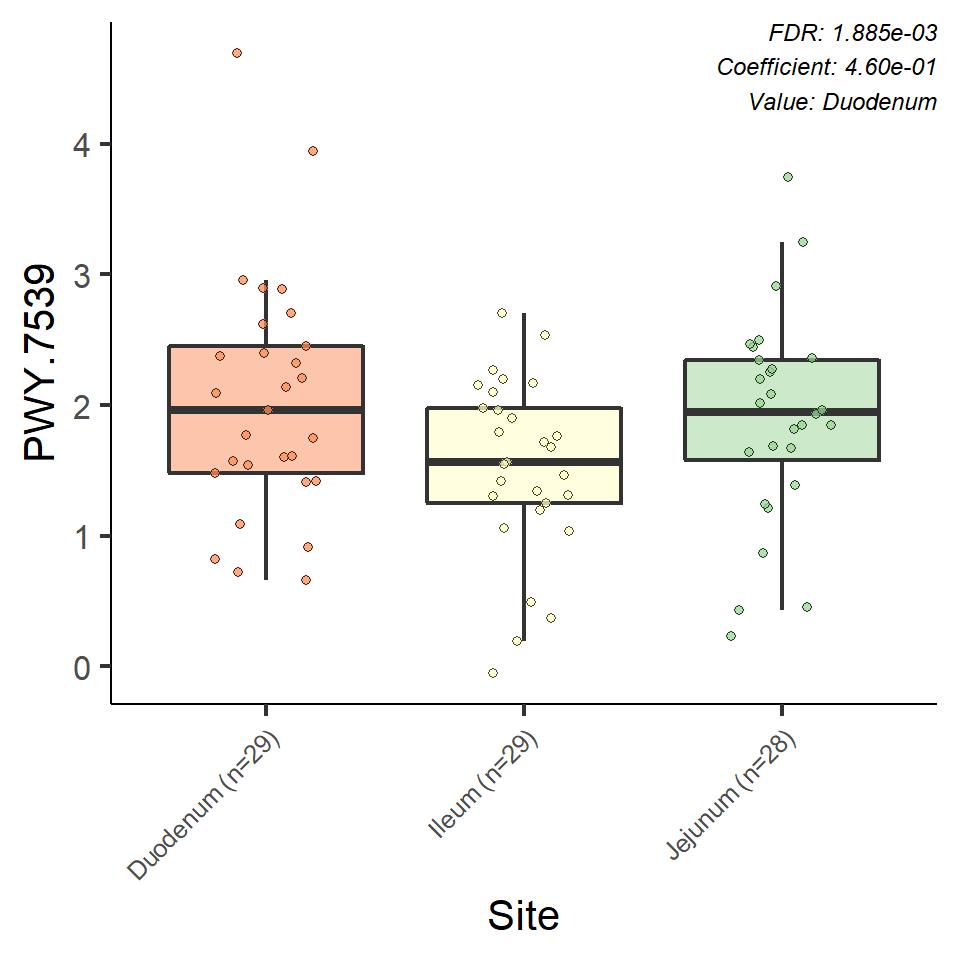 FDR: 1.885e-03
Coefficient: 4.60e-01
Value: Duodenum
PWY.7539
4
3
2
1
0
Duodenum (n=29)
Ileum (n=29)
Jejunum (n=28)
Site